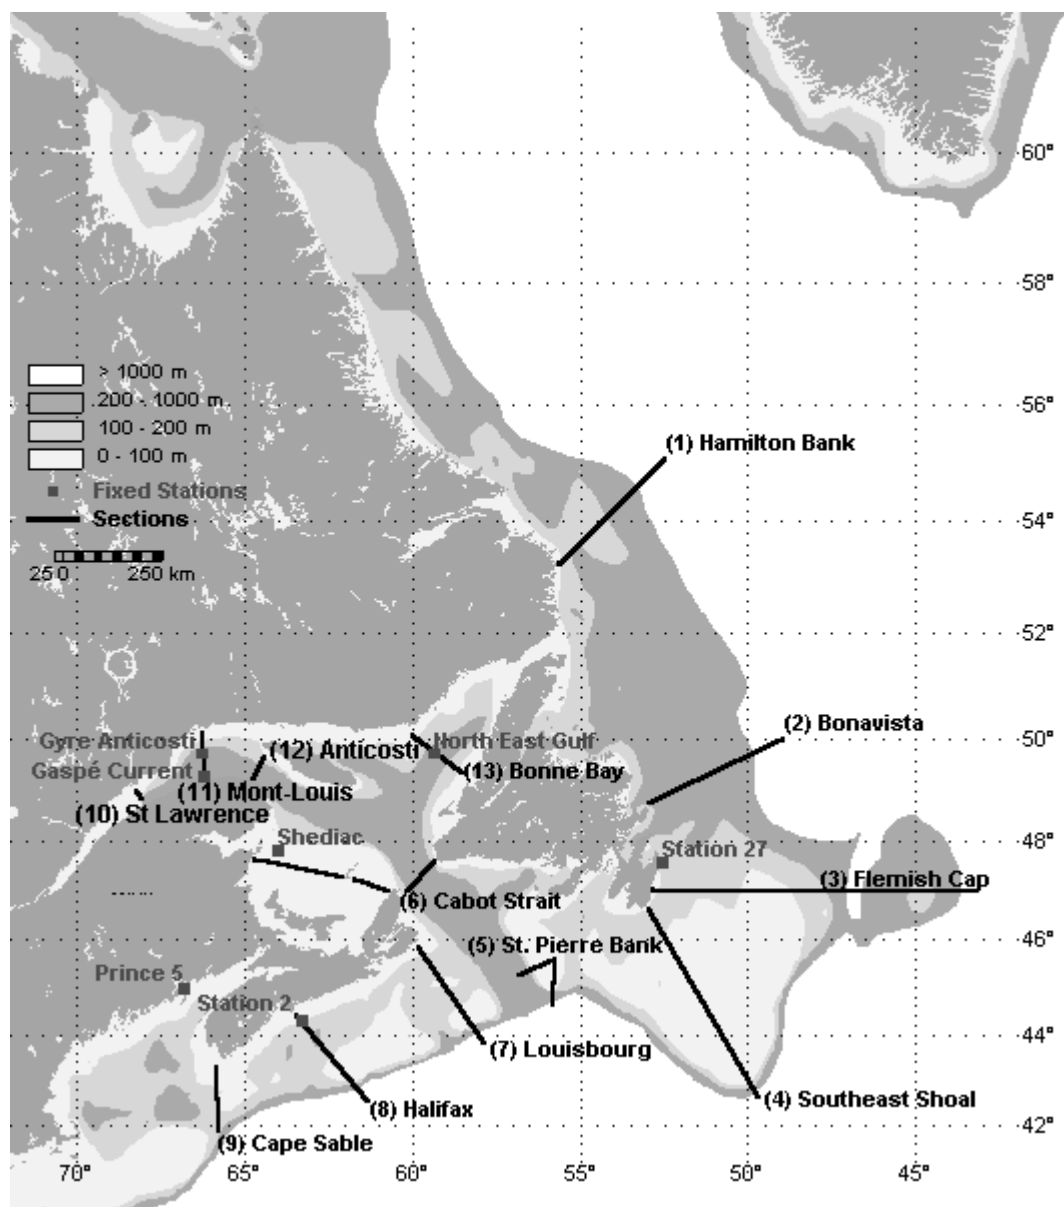 60°
58°
> 1000 m
200 - 1000 m
100 - 200 m
0 - 100 m
56°
(1) Hamilton Bank
Fixed Stations
Sections
54°
250 250 km
52°
(2) Bonavista
Gyre Anticosti
(12) Anticosti
North East Gulf
50°
Gaspé Current
(11) Mont-Louis
(13) Bonne Bay
(10) St Lawrence
Shediac
Station 27
48°
(3) Flemish Cap
(6) Cabot Strait
(5) St. Pierre Bank
46°
Prince 5
Station 2
44°
(7) Louisbourg
(8) Halifax
(4) Southeast Shoal
42°
(9) Cape Sable
70° 65° 60° 55° 50° 45°